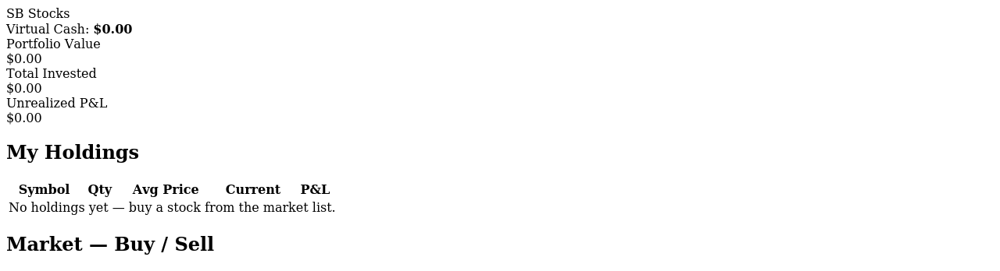 SB Stocks
Virtual Cash: $0.00
Portfolio Value
$0.00
Total Invested
$0.00
Unrealized P&L
$0.00
My Holdings
Symbol Qty Avg Price Current P&L
No holdings yet — buy a stock from the market list.
Market — Buy / Sell